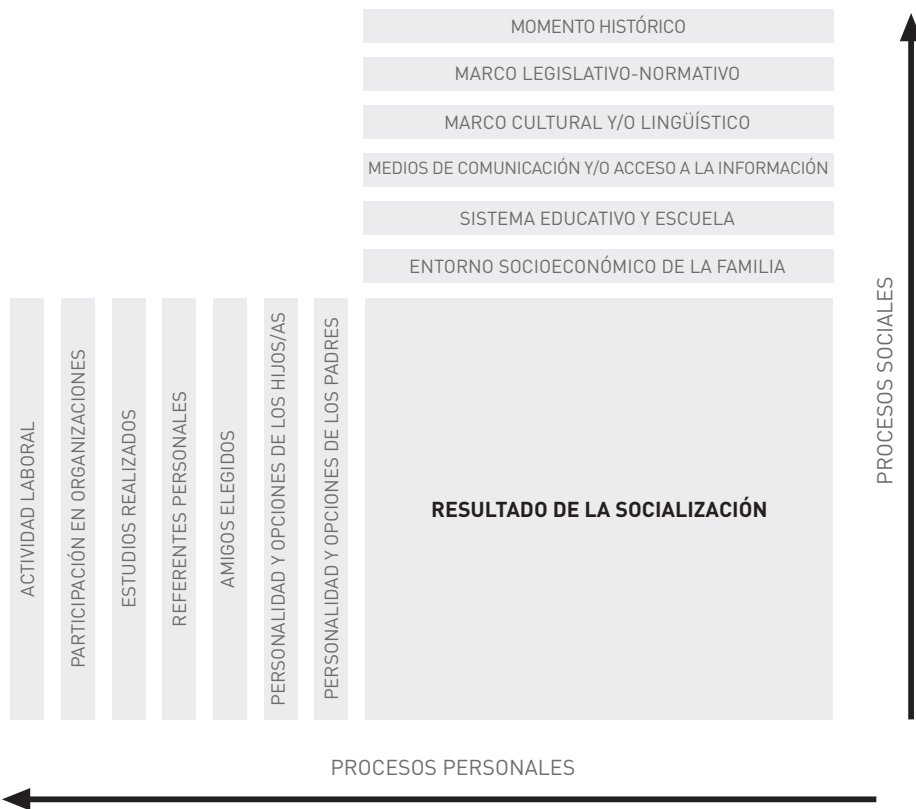 MOMENTO HISTÓRICO
MARCO LEGISLATIVO-NORMATIVO
MARCO CULTURAL Y/O LINGÜÍSTICO
MEDIOS DE COMUNICACIÓN Y/O ACCESO A LA INFORMACIÓN
SISTEMA EDUCATIVO Y ESCUELA
ENTORNO SOCIOECONÓMICO DE LA FAMILIA
ACTIVIDAD LABORAL
PARTICIPACIÓN EN ORGANIZACIONES
ESTUDIOS REALIZADOS
REFERENTES PERSONALES
AMIGOS ELEGIDOS
PERSONALIDAD Y OPCIONES DE LOS HIJOS/AS
PERSONALIDAD Y OPCIONES DE LOS PADRES
RESULTADO DE LA SOCIALIZACIÓN
PROCESOS SOCIALES
PROCESOS PERSONALES